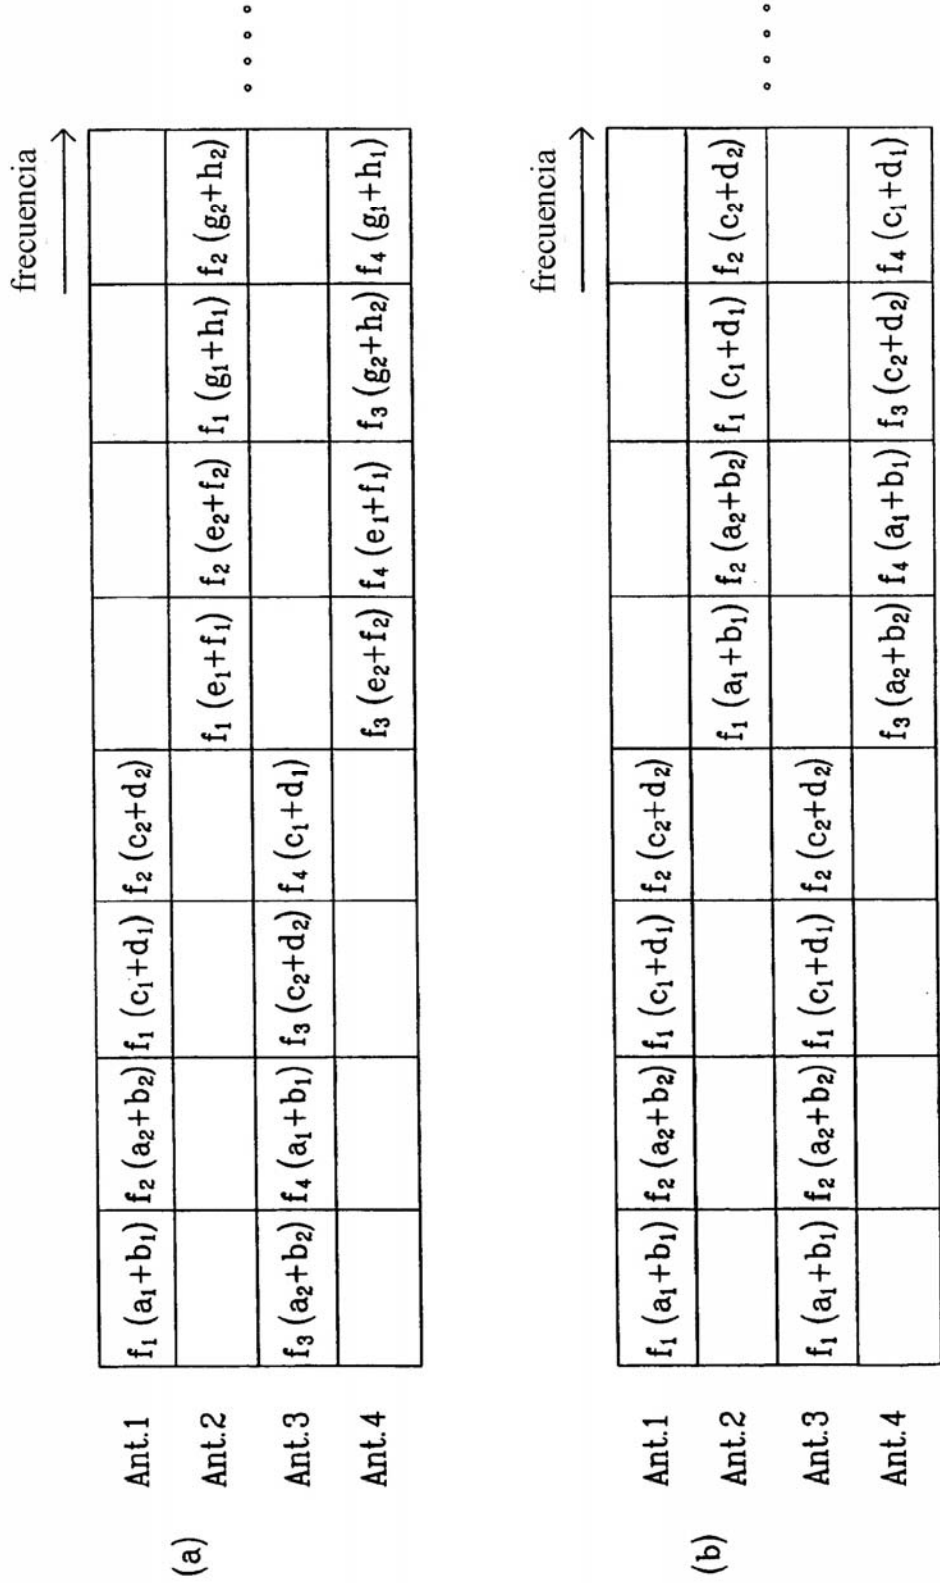 (a)
frecuencia
Ant.1 f₁ (a₁+b₁) f₂ (a₂+b₂) f₁ (c₁+d₁) f₂ (c₂+d₂)
Ant.2 f₁ (e₁+f₁) f₂ (e₂+f₂) f₁ (g₁+h₁) f₂ (g₂+h₂)
Ant.3 f₃ (a₂+b₂) f₄ (a₁+b₁) f₃ (c₂+d₂) f₄ (c₁+d₁)
Ant.4 f₃ (e₂+f₂) f₄ (e₁+f₁) f₃ (g₂+h₂) f₄ (g₁+h₁)
(b)
frecuencia
Ant.1 f₁ (a₁+b₁) f₂ (a₂+b₂) f₁ (c₁+d₁) f₂ (c₂+d₂)
Ant.2 f₁ (a₁+b₁) f₂ (a₂+b₂) f₁ (c₁+d₁) f₂ (c₂+d₂)
Ant.3 f₁ (a₁+b₁) f₂ (a₂+b₂) f₁ (c₁+d₁) f₂ (c₂+d₂)
Ant.4 f₃ (a₂+b₂) f₄ (a₁+b₁) f₃ (c₂+d₂) f₄ (c₁+d₁)